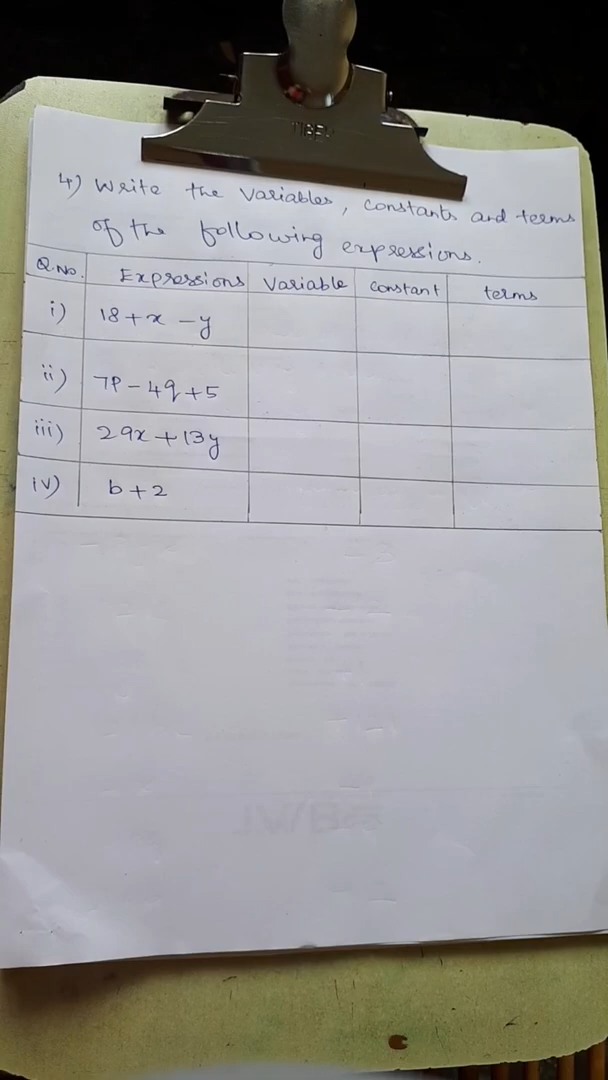 4) Write the Variables, constants and terms
of the following expressions.
Q.No. Expressions Variable constant terms
i) 18+x-y
ii) 7P-4q+5
iii) 29x+13y
iv) b+2